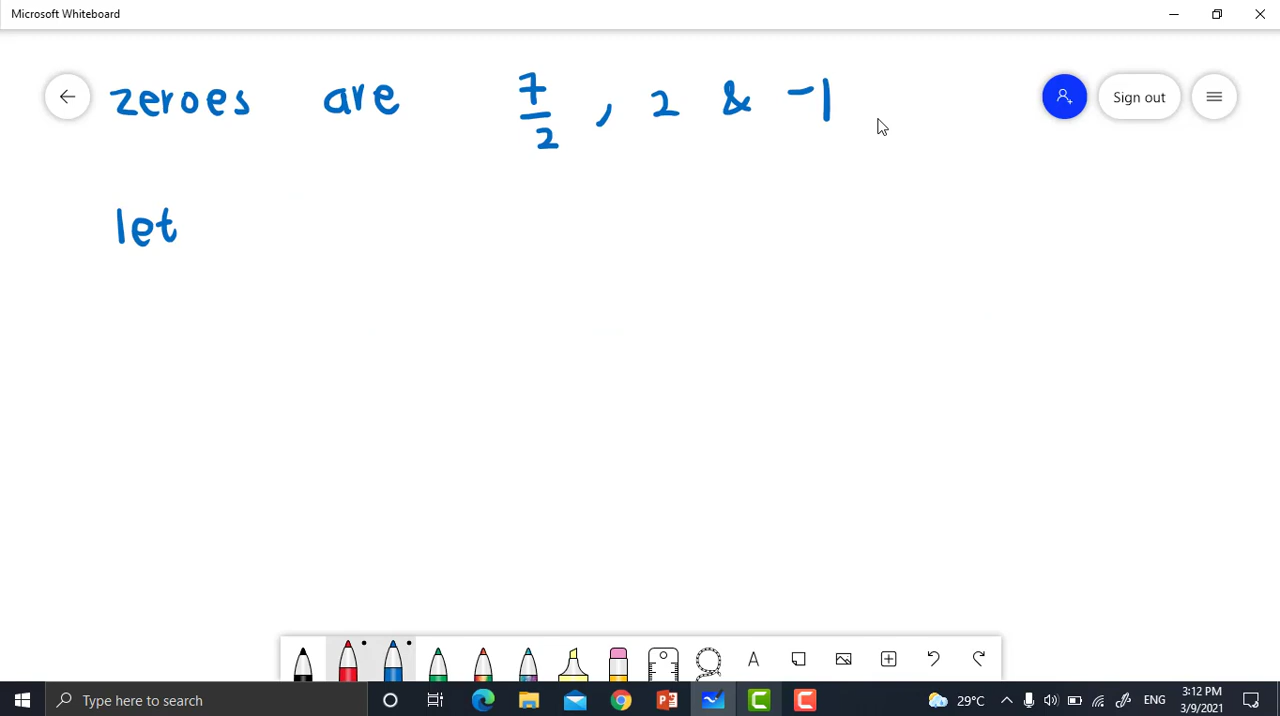 Microsoft Whiteboard
zeroes are 7/2 , 2 & -1
Sign out
let
A
Type here to search
29°C
ENG
3:12 PM
3/9/2021